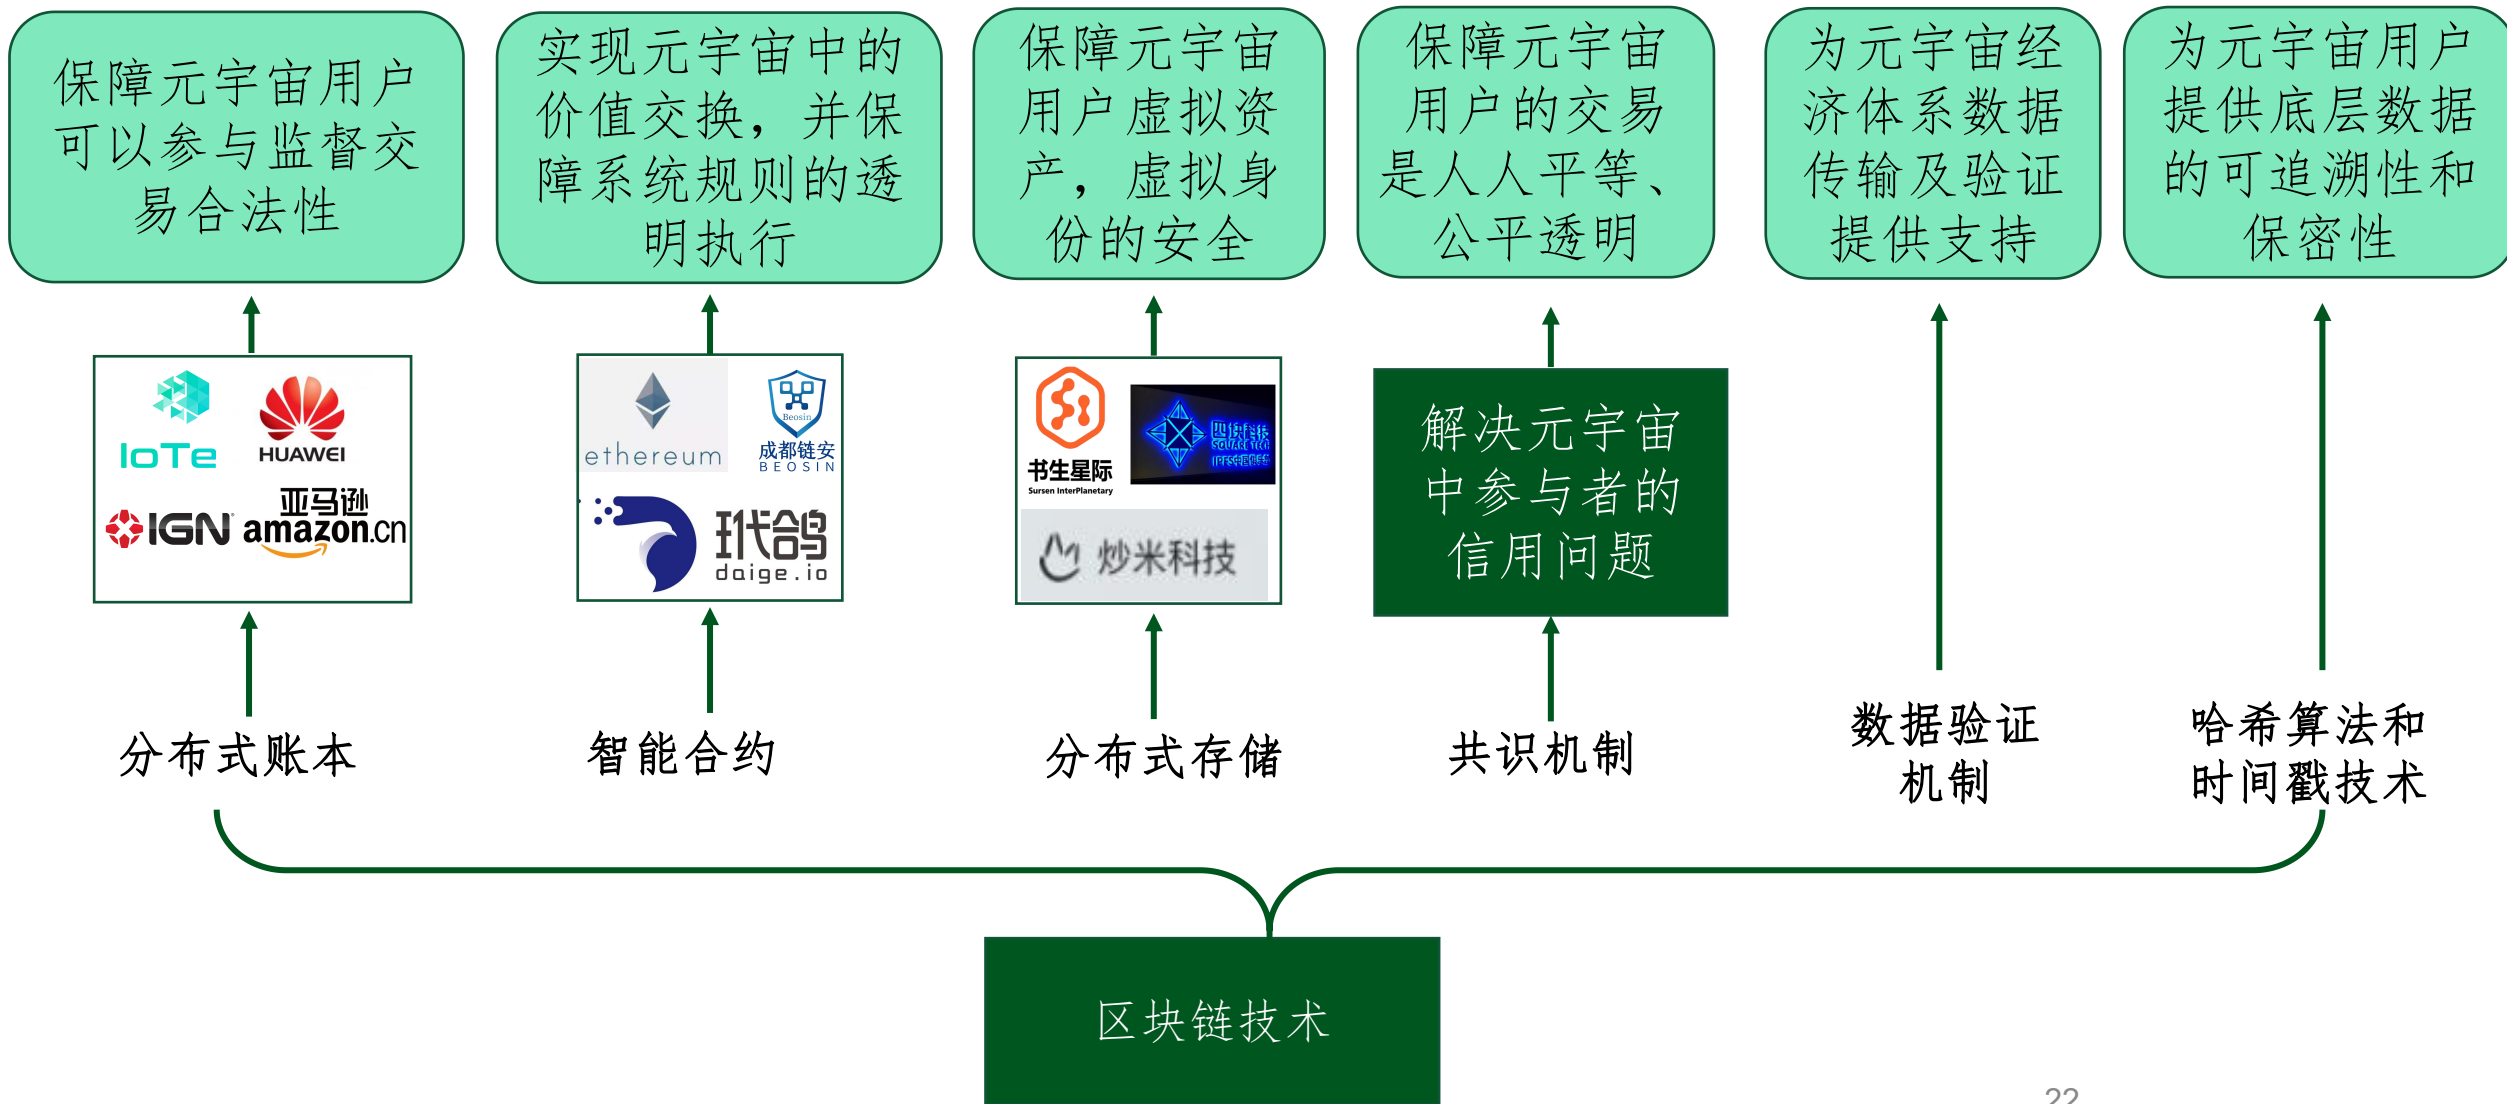 保障元宇宙用户
可以参与监督交
易合法性
实现元宇宙中的
价值交换，并保
障系统规则的透
明执行
保障元宇宙
用户虚拟资
产，虚拟身
份的安全
保障元宇宙
用户的交易
是人人平等、
公平透明
为元宇宙经
济体系数据
传输及验证
提供支持
为元宇宙用户
提供底层数据
的可追溯性和
保密性
IoTe
HUAWEI
IGN
亚马逊
amazon.cn
ethereum
Beosin
成都链安
BEOSIN
玳鸽
daige.io
书生星际
Sursen InterPlanetary
四块科技
SQUARE TECH
炒米科技
解决元宇宙
中参与者的
信用问题
分布式账本
智能合约
分布式存储
共识机制
数据验证
机制
哈希算法和
时间戳技术
区块链技术
22